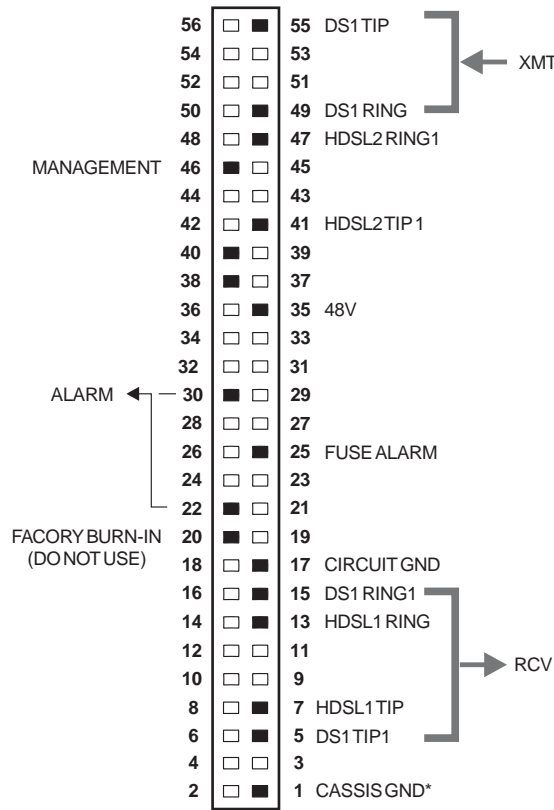 56 55 DS1 TIP
54 53
XMT
52 51
50 49 DS1 RING
48 47 HDSL2 RING1
MANAGEMENT 46 45
44 43
42 41 HDSL2 TIP 1
40 39
38 37
36 35 48V
34 33
32 31
ALARM 30 29
28 27
26 25 FUSE ALARM
24 23
22 21
FACORY BURN-IN 20 19
(DO NOT USE)
18 17 CIRCUIT GND
16 15 DS1 RING1
14 13 HDSL1 RING
12 11
RCV
10 9
8 7 HDSL1 TIP
6 5 DS1 TIP1
4 3
2 1 CASSIS GND*